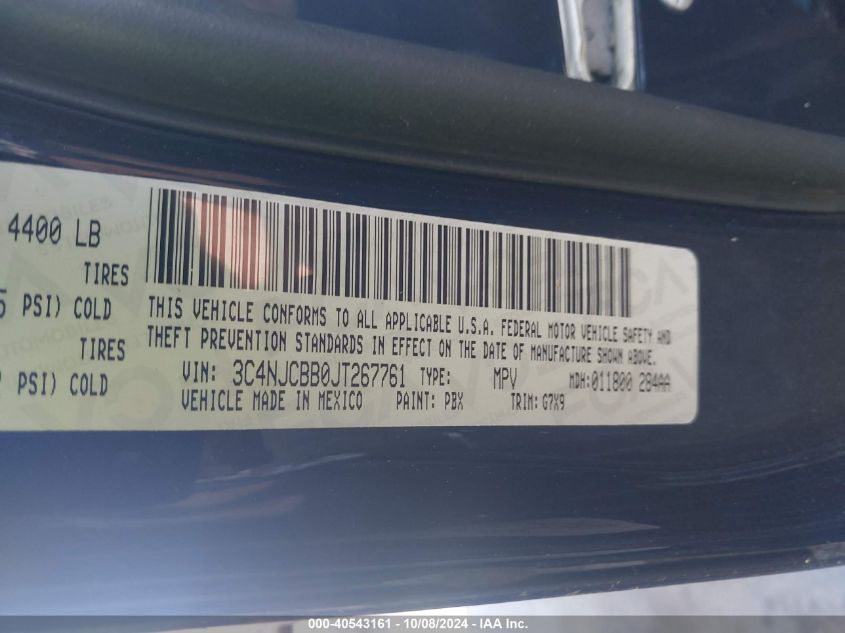 4400 LB
TIRES
5 PSI) COLD
TIRES
PSI) COLD
THIS VEHICLE CONFORMS TO ALL APPLICABLE U.S.A. FEDERAL MOTOR VEHICLE SAFETY AND
THEFT PREVENTION STANDARDS IN EFFECT ON THE DATE OF MANUFACTURE SHOWN ABOVE.
VIN: 3C4NJCBB0JT267761 TYPE: MPV MDH:011800 284AA
VEHICLE MADE IN MEXICO PAINT: PBX TRIM: G7X9
000-40543161 - 10/08/2024 - IAA Inc.